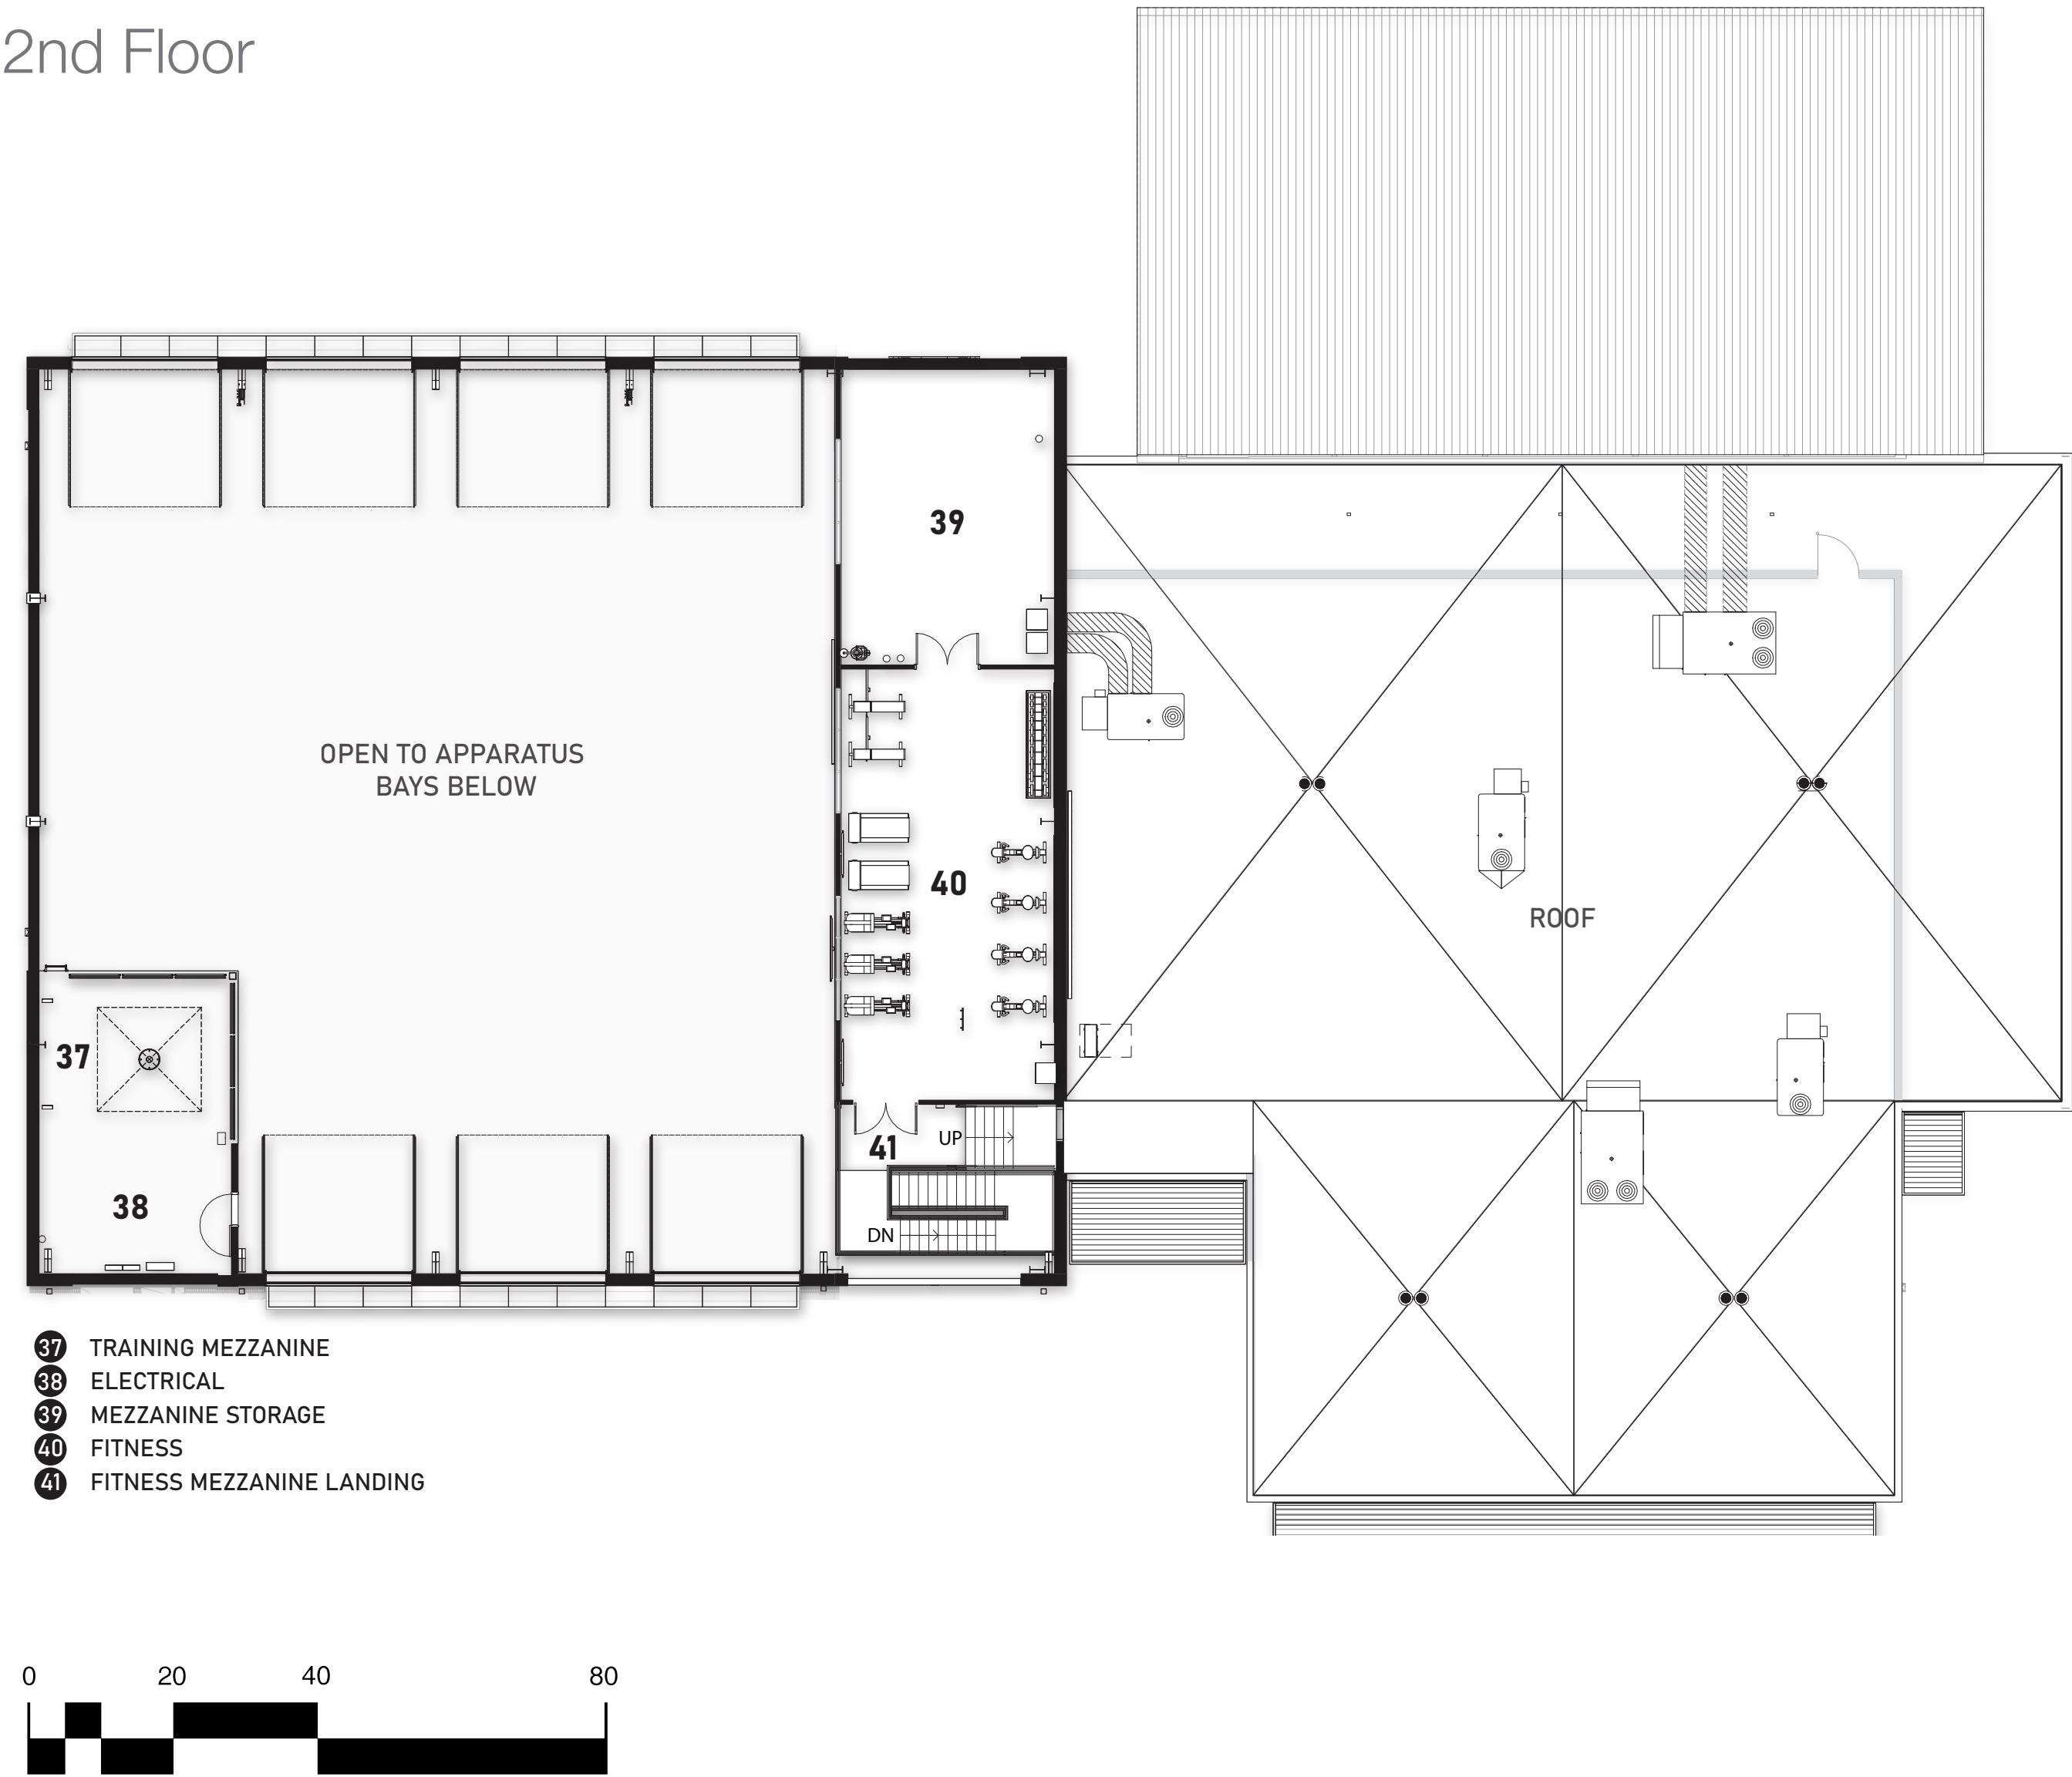 2nd Floor
39
OPEN TO APPARATUS
BAYS BELOW
40
ROOF
37
41
UP
38
DN
37 TRAINING MEZZANINE
38 ELECTRICAL
39 MEZZANINE STORAGE
40 FITNESS
41 FITNESS MEZZANINE LANDING
0 20 40 80